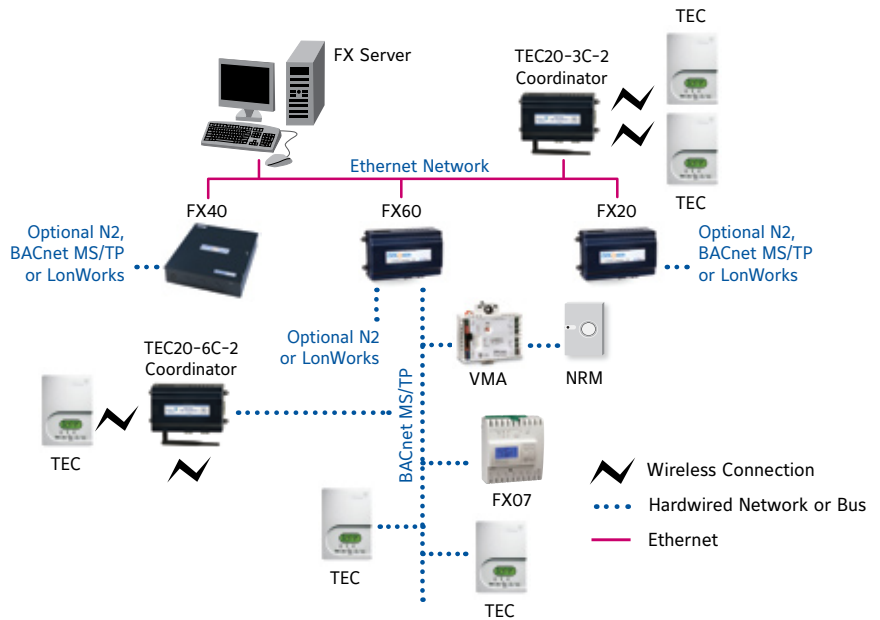 TEC
FX Server
TEC20-3C-2
Coordinator
Ethernet Network
TEC
FX40
FX60
FX20
Optional N2,
BACnet MS/TP
or LonWorks
Optional N2,
BACnet MS/TP
or LonWorks
Optional N2
or LonWorks
TEC20-6C-2
Coordinator
VMA
NRM
BACnet MS/TP
TEC
FX07
Wireless Connection
Hardwired Network or Bus
Ethernet
TEC
TEC